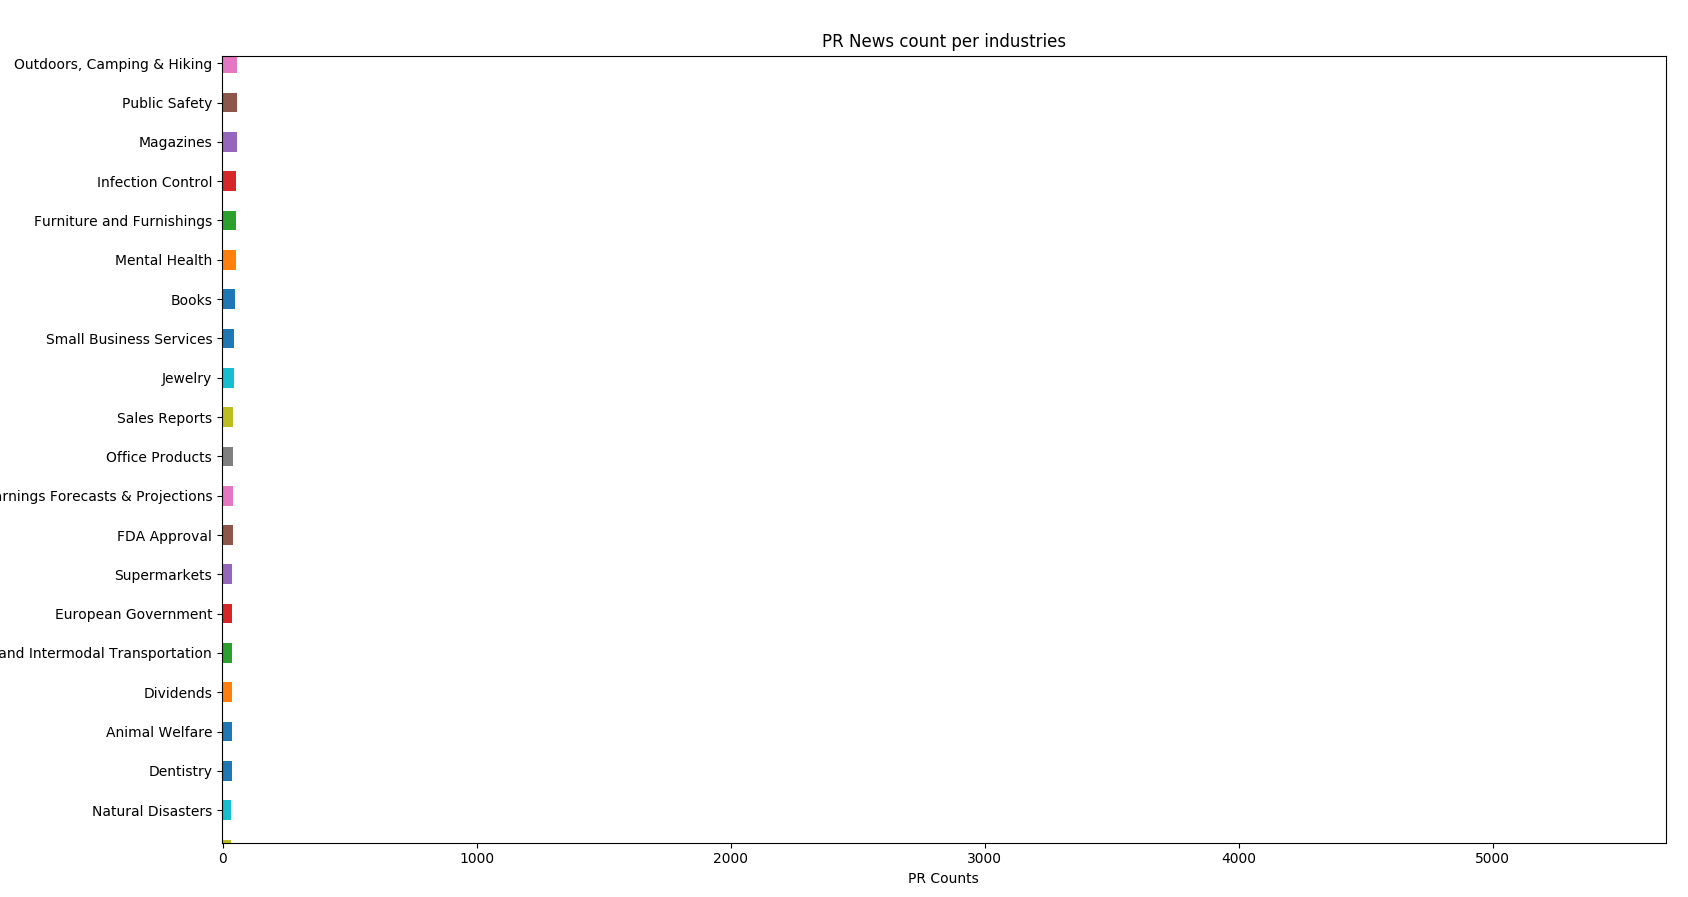 PR News count per industries
Outdoors, Camping & Hiking
Public Safety
Magazines
Infection Control
Furniture and Furnishings
Mental Health
Books
Small Business Services
Jewelry
Sales Reports
Office Products
rnings Forecasts & Projections
FDA Approval
Supermarkets
European Government
and Intermodal Transportation
Dividends
Animal Welfare
Dentistry
Natural Disasters
0 1000 2000 3000 4000 5000
PR Counts